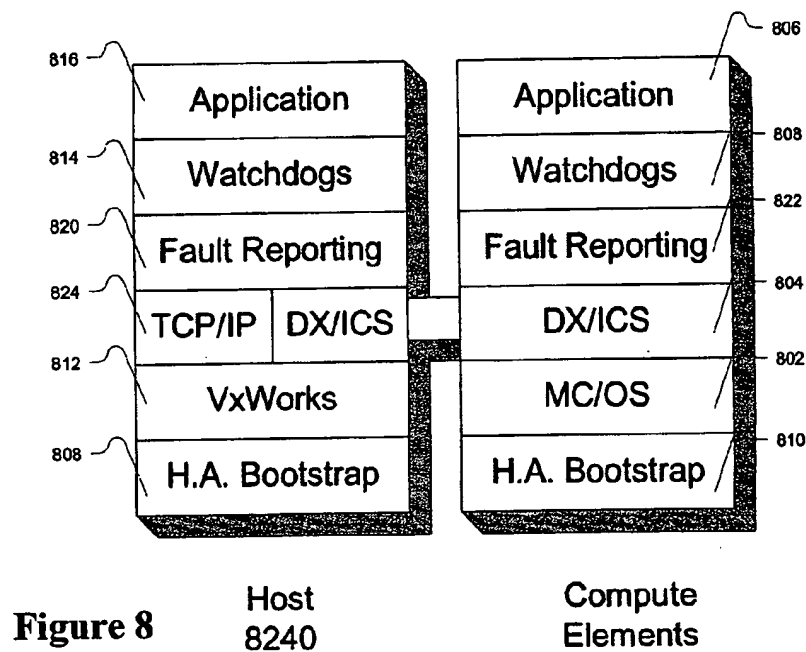 816
Application
814
Watchdogs
820
Fault Reporting
824
TCP/IP
DX/ICS
812
VxWorks
808
H.A. Bootstrap
Host
8240
806
Application
808
Watchdogs
822
Fault Reporting
804
DX/ICS
802
MC/OS
810
H.A. Bootstrap
Compute
Elements
Figure 8